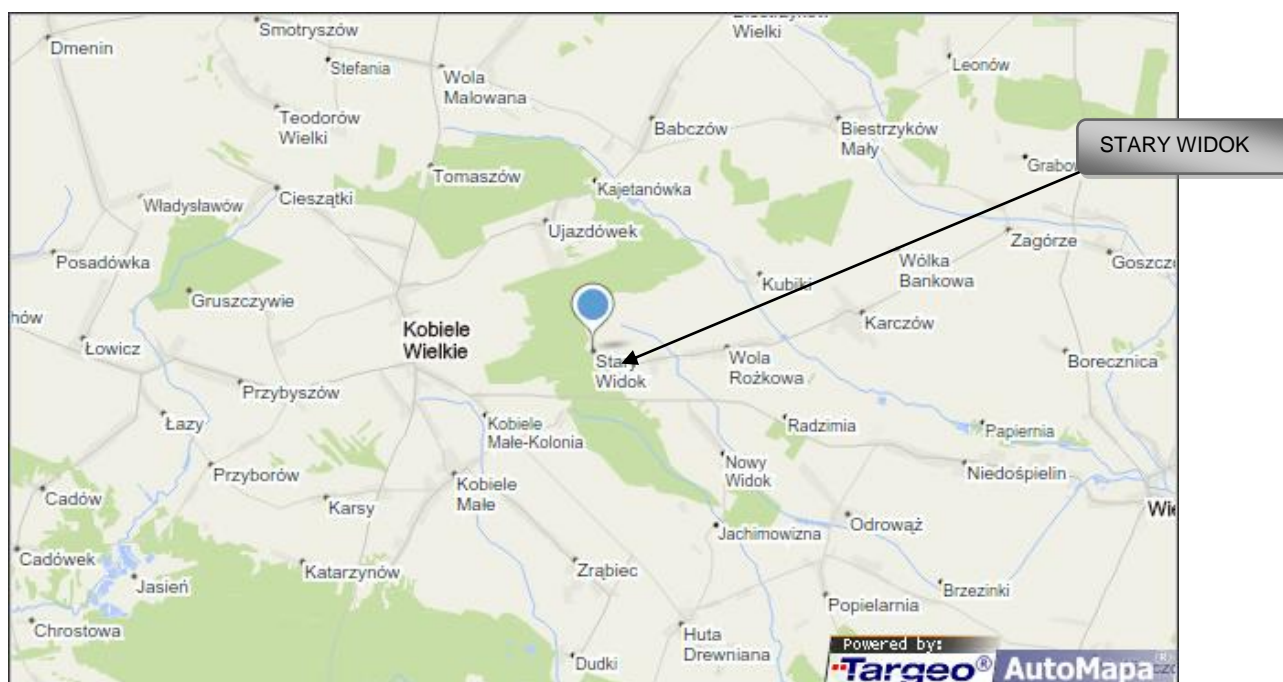 Smotryszów
Wielki
Dmenin
Stefania
Wola
Malowana
Leonów
Teodorów
Wielki
Babczów
Biestrzyków
Mały
STARY WIDOK
Tomaszów
Kajetanówka
Władysławów
Cieszątki
Ujazdówek
Zagórze
Posadówka
Wólka
Bankowa
Kubiki
Gruszczywie
Kobiele
Wielkie
Karczów
Łowicz
Stary
Widok
Wola
Rożkowa
Borecznica
Przybyszów
Łazy
Kobiele
Małe-Kolonia
Radzimia
Papiernia
Przyborów
Nowy
Widok
Niedośpielin
Kobiele
Małe
Cadów
Karsy
Wie
Odrowąż
Jachimowizna
Cadówek
Jasień
Katarzynów
Zrąbiec
Brzezinki
Popielarnia
Chrostowa
Huta
Drewniana
Dudki
Powered by:
Targeo® AutoMapa®